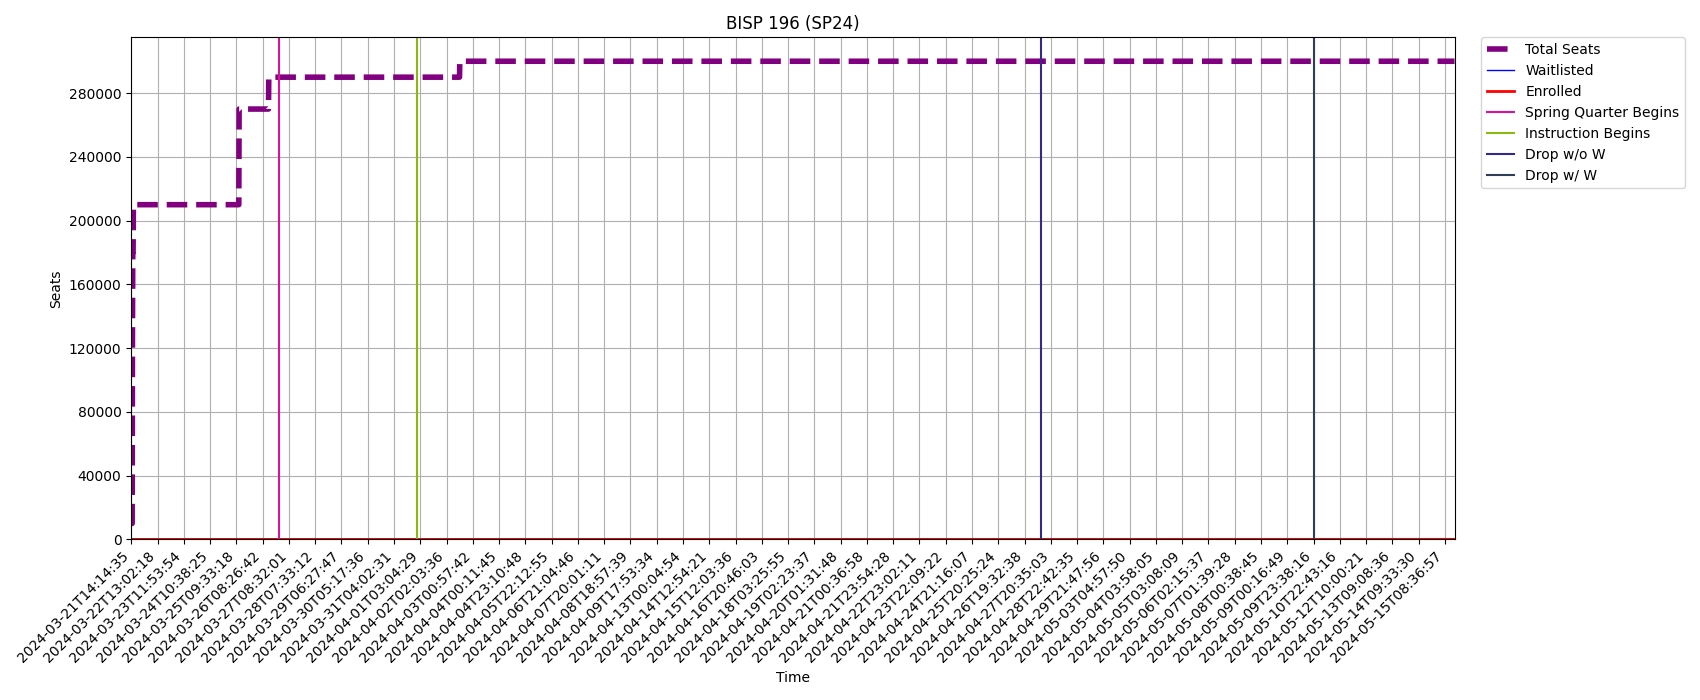 BISP 196 (SP24)
Total Seats
Waitlisted
Enrolled
Spring Quarter Begins
Instruction Begins
Drop w/o W
Drop w/ W
Seats
280000
240000
200000
160000
120000
80000
40000
0
2024-03-21T14:14:35
2024-03-22T13:02:18
2024-03-23T11:53:54
2024-03-24T10:38:25
2024-03-25T09:33:18
2024-03-26T08:26:42
2024-03-27T08:32:01
2024-03-28T07:33:12
2024-03-29T06:27:47
2024-03-30T05:17:36
2024-03-31T04:02:31
2024-04-01T03:04:29
2024-04-02T02:03:36
2024-04-03T00:57:42
2024-04-04T00:11:45
2024-04-04T23:10:48
2024-04-05T22:12:55
2024-04-06T21:04:46
2024-04-07T20:01:11
2024-04-08T18:57:39
2024-04-09T17:53:34
2024-04-13T00:04:54
2024-04-14T12:54:21
2024-04-15T12:03:36
2024-04-16T20:46:03
2024-04-18T03:25:55
2024-04-19T02:23:37
2024-04-20T01:31:48
2024-04-21T00:36:58
2024-04-21T23:54:28
2024-04-22T23:02:11
2024-04-23T22:09:22
2024-04-24T21:16:07
2024-04-25T20:25:24
2024-04-26T19:32:38
2024-04-27T20:35:03
2024-04-28T22:42:35
2024-04-29T21:47:56
2024-05-03T04:57:50
2024-05-04T03:58:05
2024-05-05T03:08:09
2024-05-06T02:15:37
2024-05-07T01:39:28
2024-05-08T00:38:45
2024-05-09T00:16:49
2024-05-09T23:38:16
2024-05-10T22:43:16
2024-05-12T10:00:21
2024-05-13T09:08:36
2024-05-14T09:33:30
2024-05-15T08:36:57
Time